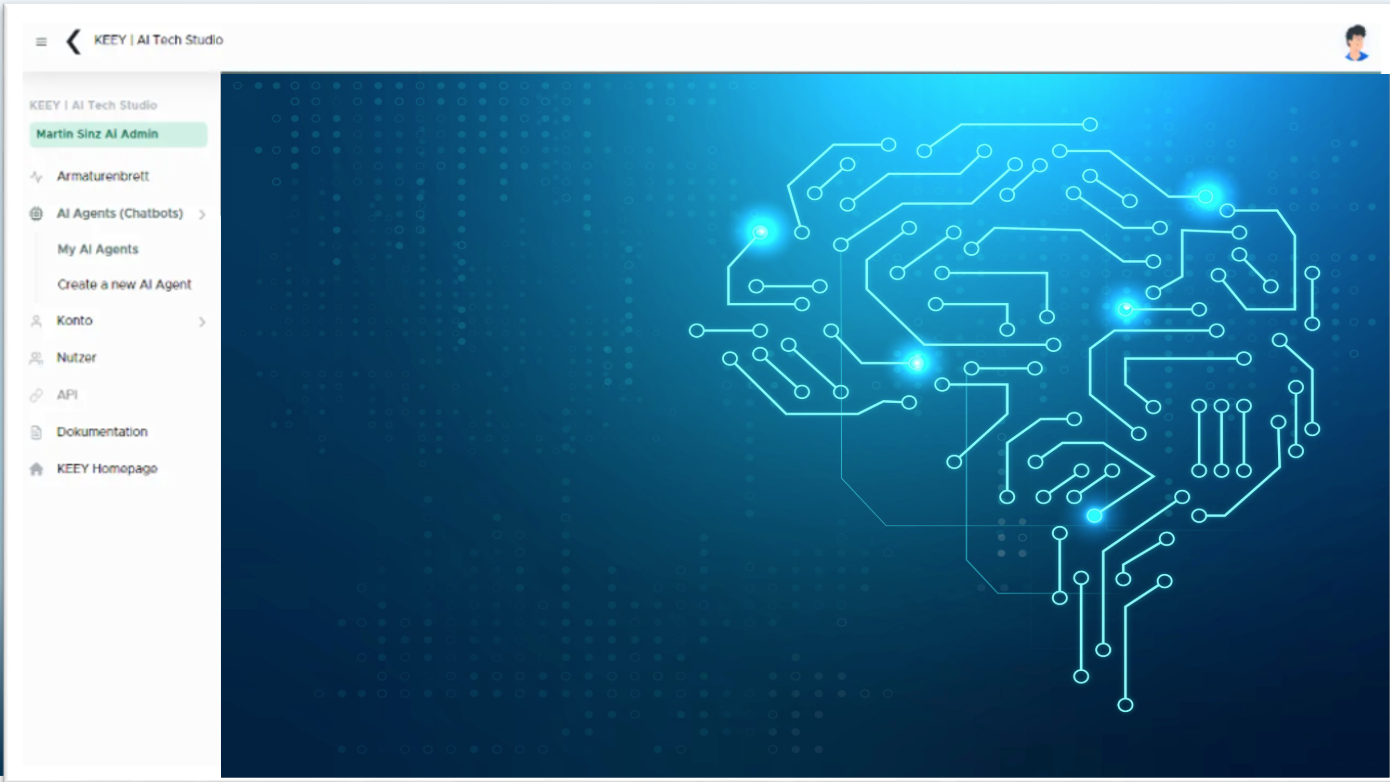 KEEY | AI Tech Studio
KEEY | AI Tech Studio
Martin Sinz Ai Admin
Armaturenbrett
AI Agents (Chatbots)
My AI Agents
Create a new AI Agent
Konto
Nutzer
API
Dokumentation
KEEY Homepage